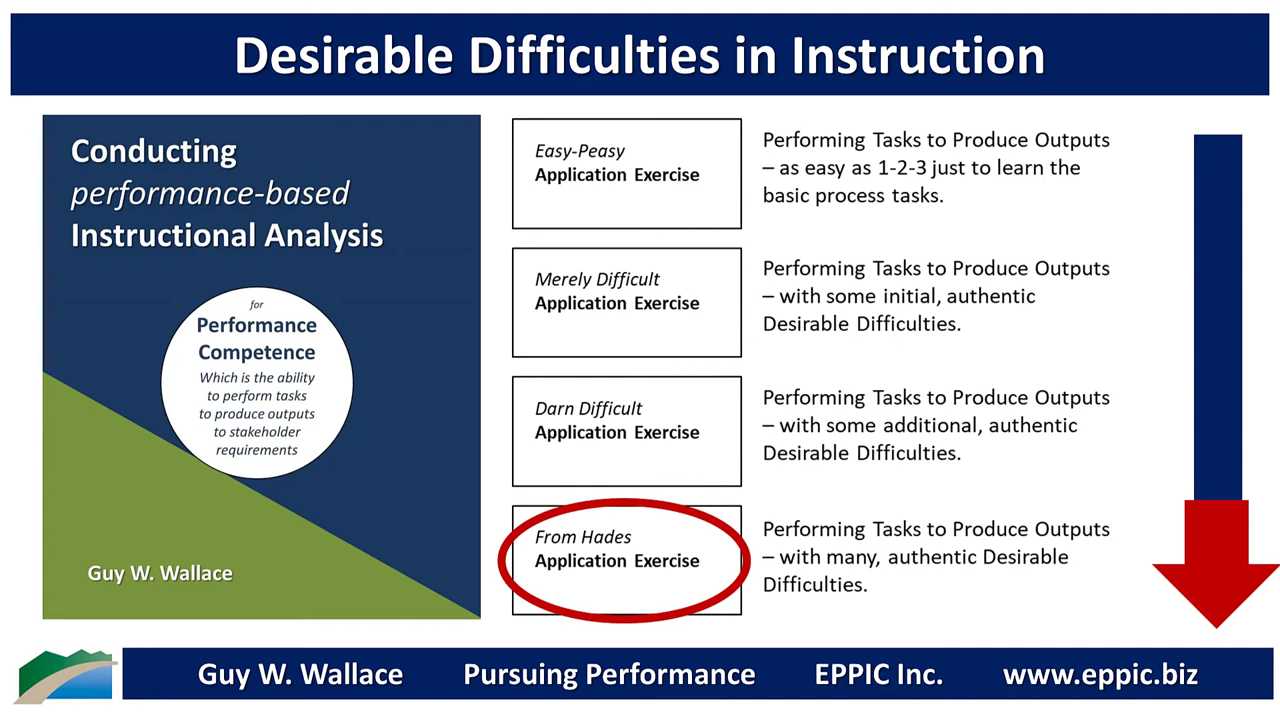 Desirable Difficulties in Instruction
Conducting
performance-based
Instructional Analysis
for
Performance
Competence
Which is the ability
to perform tasks
to produce outputs
to stakeholder
requirements
Guy W. Wallace
Easy-Peasy
Application Exercise
Performing Tasks to Produce Outputs
– as easy as 1-2-3 just to learn the
basic process tasks.
Merely Difficult
Application Exercise
Performing Tasks to Produce Outputs
– with some initial, authentic
Desirable Difficulties.
Darn Difficult
Application Exercise
Performing Tasks to Produce Outputs
– with some additional, authentic
Desirable Difficulties.
From Hades
Application Exercise
Performing Tasks to Produce Outputs
– with many, authentic Desirable
Difficulties.
Guy W. Wallace Pursuing Performance EPPIC Inc. www.eppic.biz